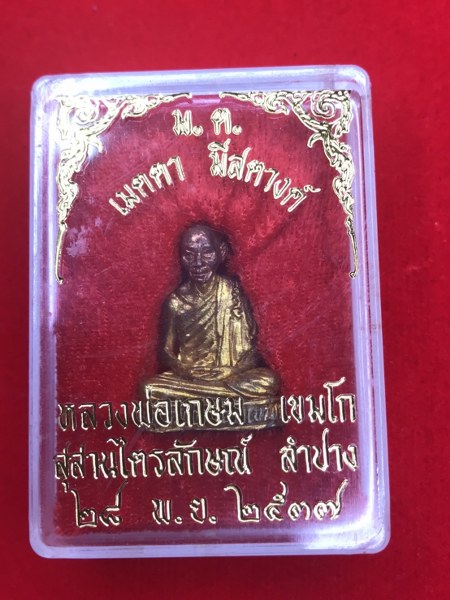 ม. ต.
เมตตา มีสตางค์
หลวงพ่อเกษม เขมโก
สุสานไตรลักษณ์ ลำปาง
๒๘ พ.ย. ๒๕๓๗